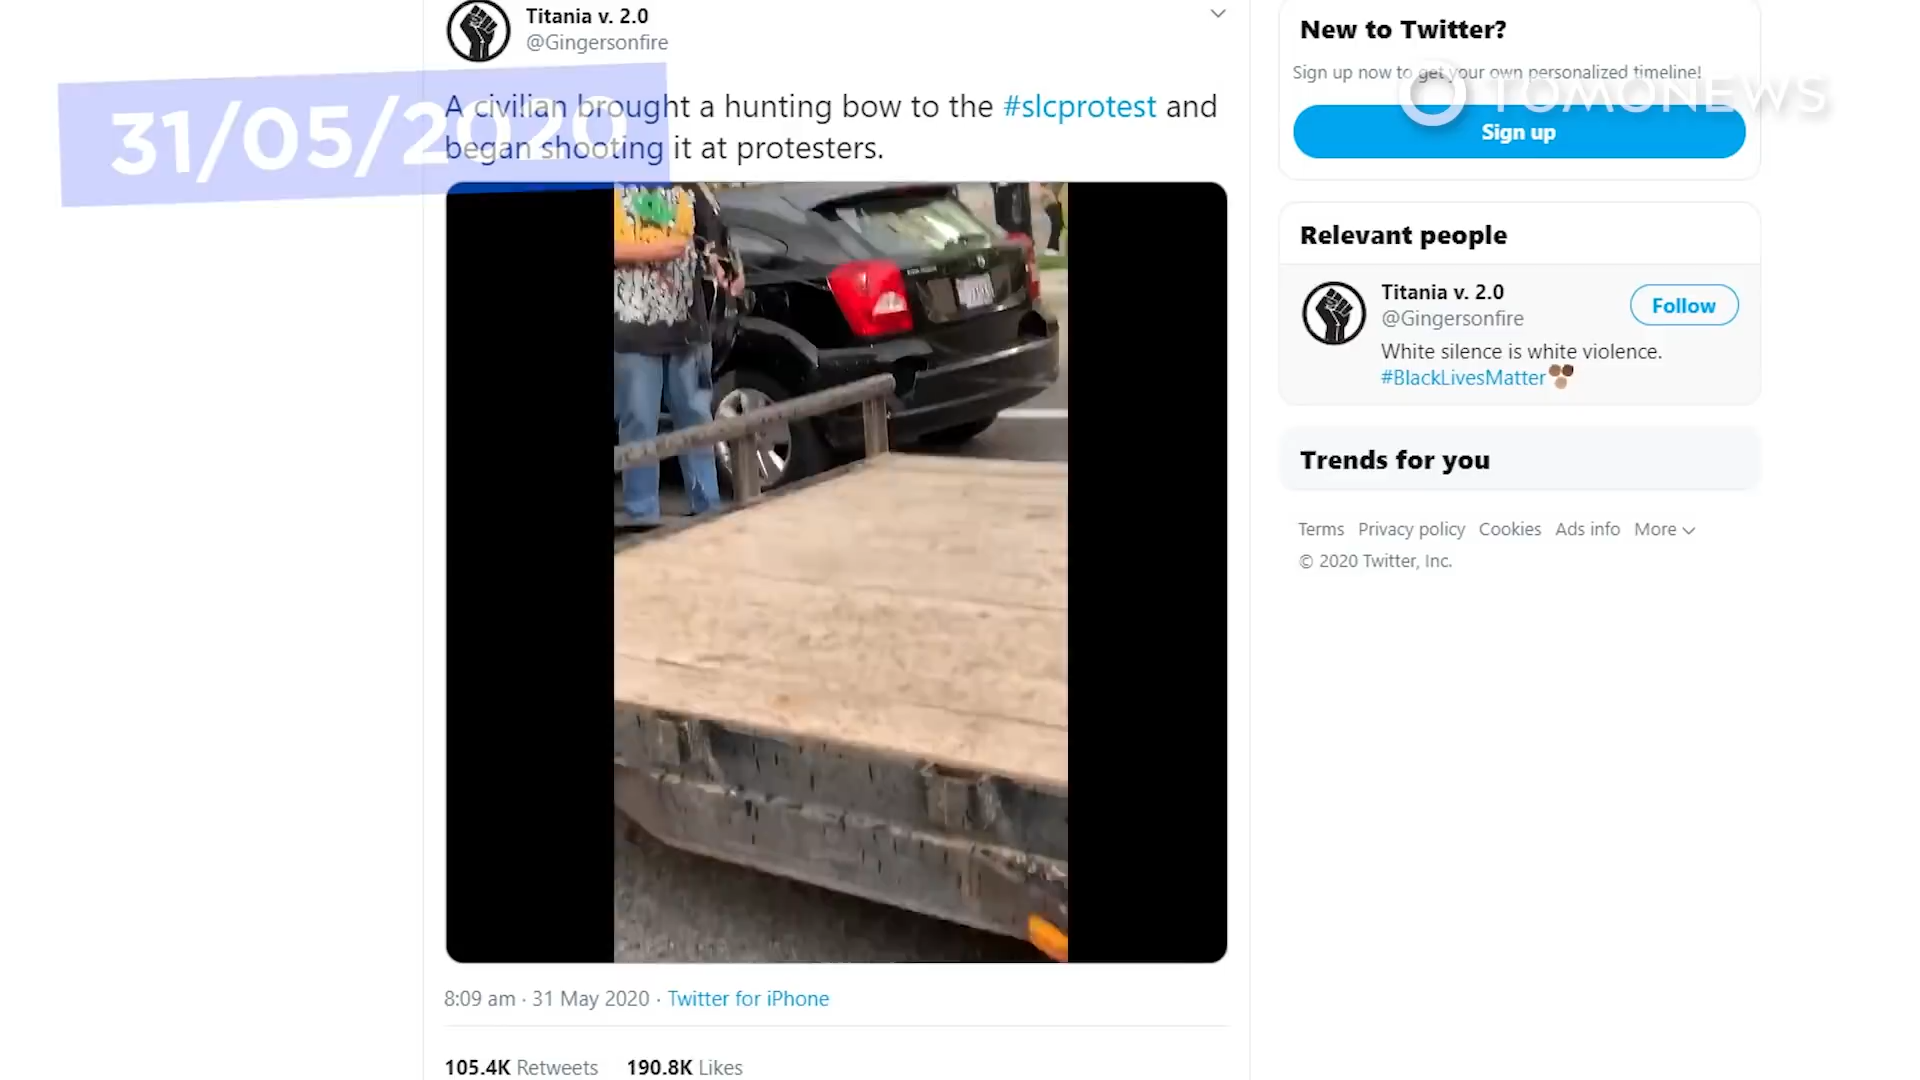 Titania v. 2.0
@Gingersonfire
31/05/2020
A civilian brought a hunting bow to the #slcprotest and
began shooting it at protesters.
8:09 am · 31 May 2020 · Twitter for iPhone
105.4K Retweets 190.8K Likes
New to Twitter?
Sign up now to get your own personalized timeline!
TOMONEWS
Sign up
Relevant people
Titania v. 2.0
@Gingersonfire
Follow
White silence is white violence.
#BlackLivesMatter
Trends for you
Terms Privacy policy Cookies Ads info More
© 2020 Twitter, Inc.